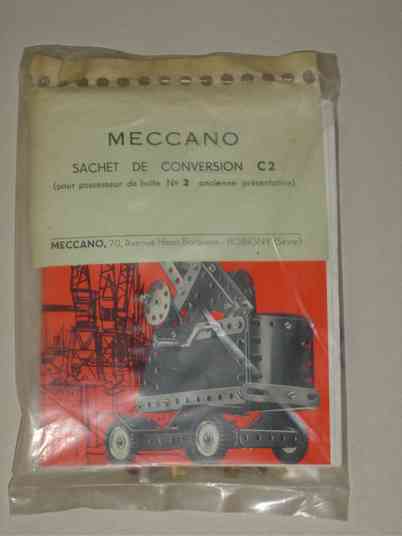 MECCANO
SACHET DE CONVERSION C2
(pour possesseur de boîte No 2 ancienne présentation)
MECCANO, 70, Avenue Henri Barbusse - BOBIGNY (Seine)